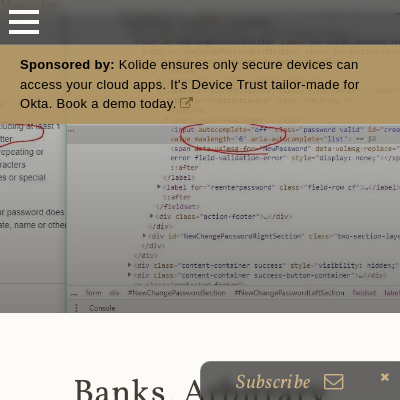 Sponsored by: Kolide ensures only secure devices can
access your cloud apps. It's Device Trust tailor-made for
Okta. Book a demo today.
cluding at least 1
repeating or
racters
es or special
ur password does
ate, name or other
<input autocomplete="off" class="password valid" id="crea
value maxlength="6" aria-autocomplete="list"> == $0
<span data-valmsg-for="NewPassword" data-valmsg-replace="
error field-validation-error" style="display: none;"></sp
::after
</label>
<label for="reenterpassword" class="field-row cf">…</labe
::after
</fieldset>
<div class="action-footer">…</div>
</div>
<div id="NewChangePasswordRightSection" class="two-section-layo
</div>
</div>
<div class="content-container success" style="visibility: hidden;"
<div class="content-container success-button-container">…</div>
… form div #NewChangePasswordSection #NewChangePasswordLeftSection fieldset label
Console
Banks, Arbitrary
Subscribe ×